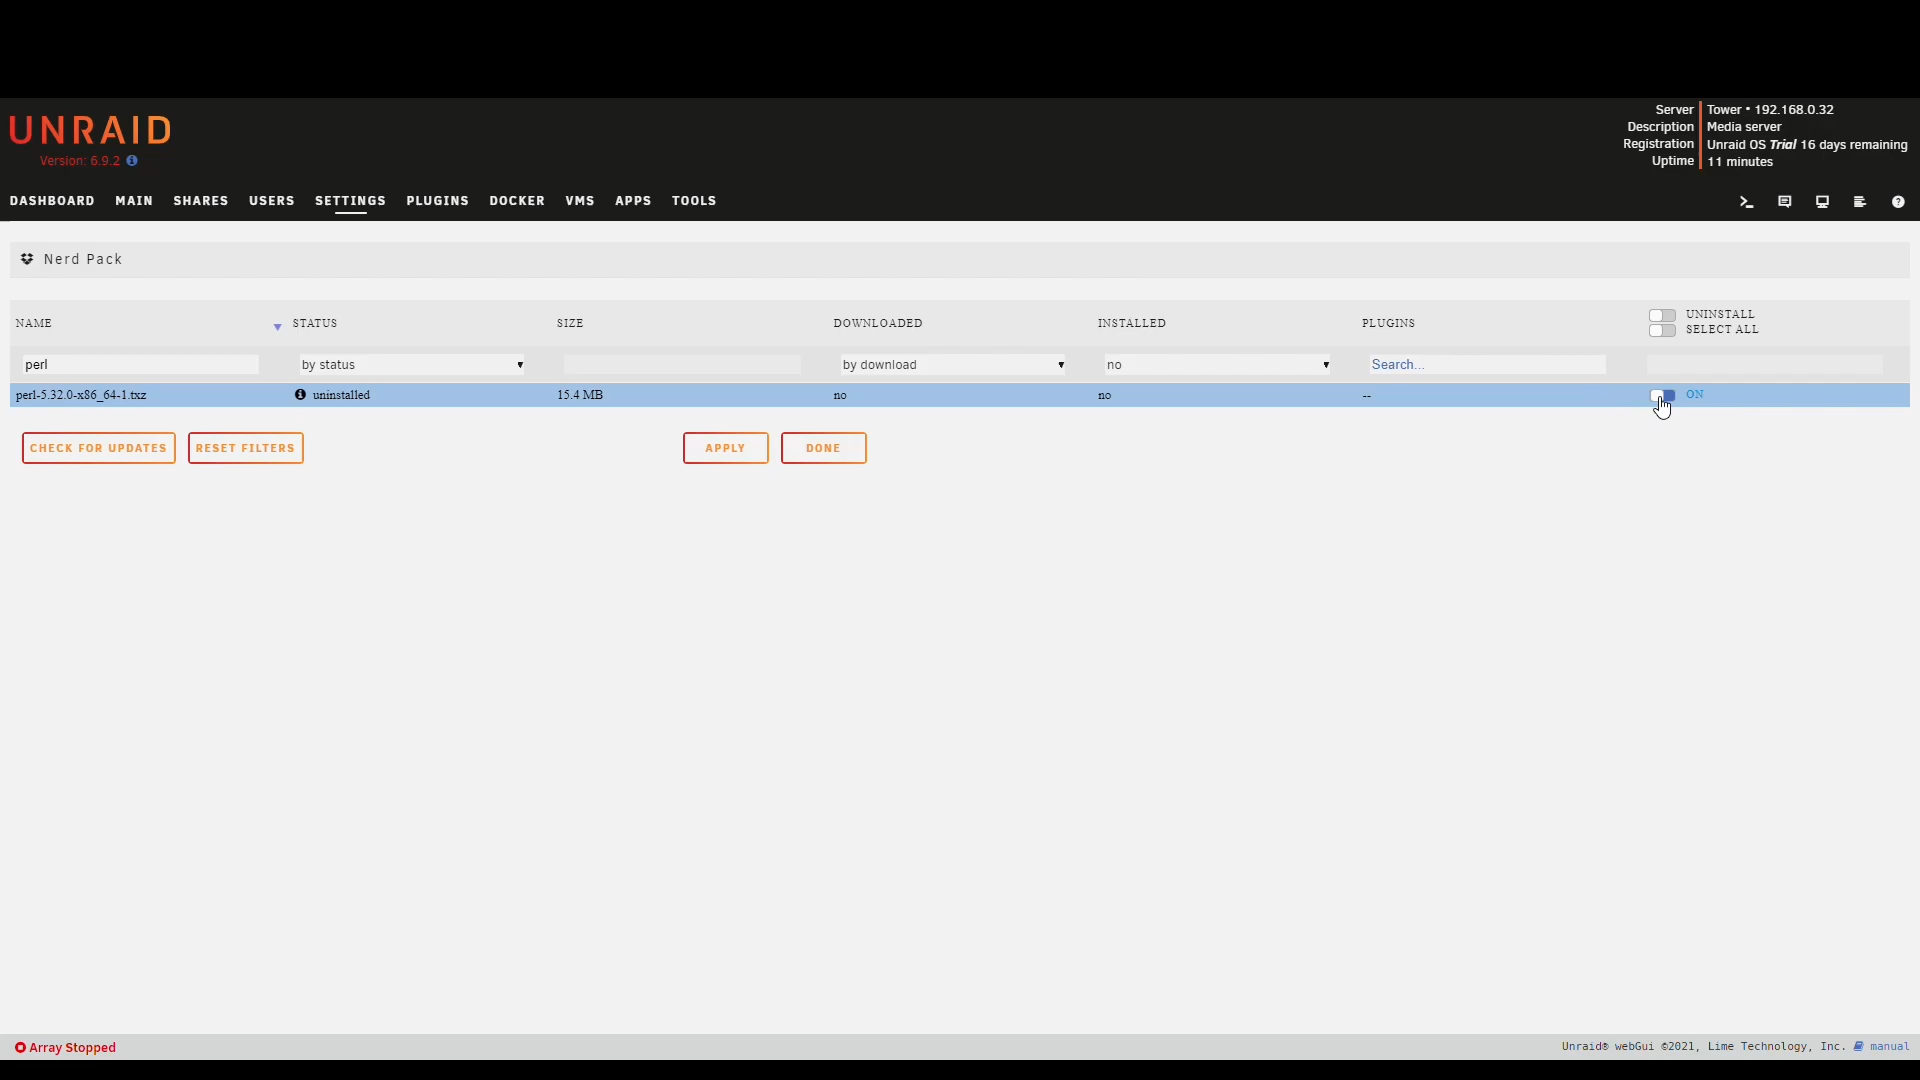 UNRAID
Version: 6.9.2
Server Tower • 192.168.0.32
Description Media server
Registration Unraid OS Trial 16 days remaining
Uptime 11 minutes
DASHBOARD MAIN SHARES USERS SETTINGS PLUGINS DOCKER VMS APPS TOOLS
Nerd Pack
NAME STATUS SIZE DOWNLOADED INSTALLED PLUGINS UNINSTALL
SELECT ALL
perl by status by download no Search...
perl-5.32.0-x86_64-1.txz uninstalled 15.4 MB no no -- ON
CHECK FOR UPDATES RESET FILTERS APPLY DONE
Array Stopped Unraid® webGui ©2021, Lime Technology, Inc. manual